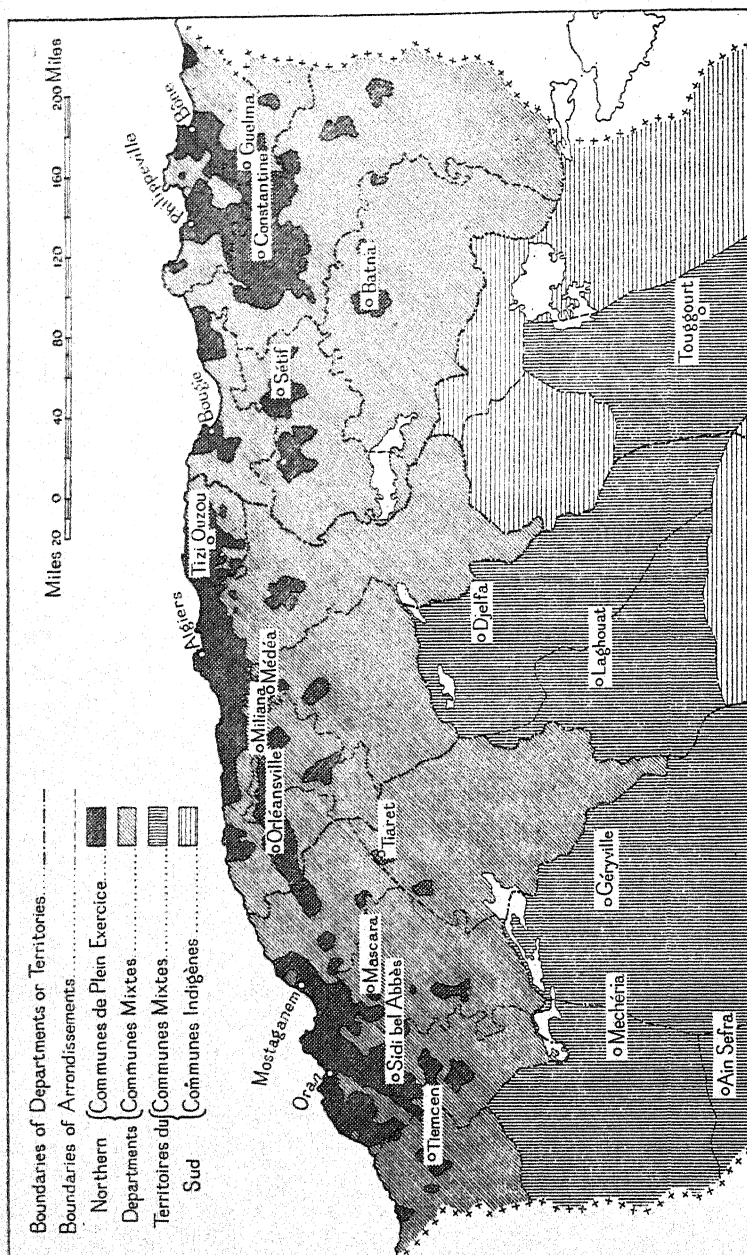 Boundaries of Departments or Territories
Boundaries of Arrondissements
Northern Departments { Communes de Plein Exercice
Communes Mixtes
Territoires du Sud { Communes Mixtes
Communes Indigènes
Miles 20 0 40 80 120 160 200 Miles
Oran
Mostaganem
Algiers
Tizi Ouzou
Bougie
Philippeville
Bône
Tlemcen
Sidi bel Abbès
Mascara
Orléansville
Miliana
Médéa
Sétif
Constantine
Guelma
Tiaret
Batna
Mechéria
Géryville
Djelfa
Aïn Sefra
Laghouat
Touggourt